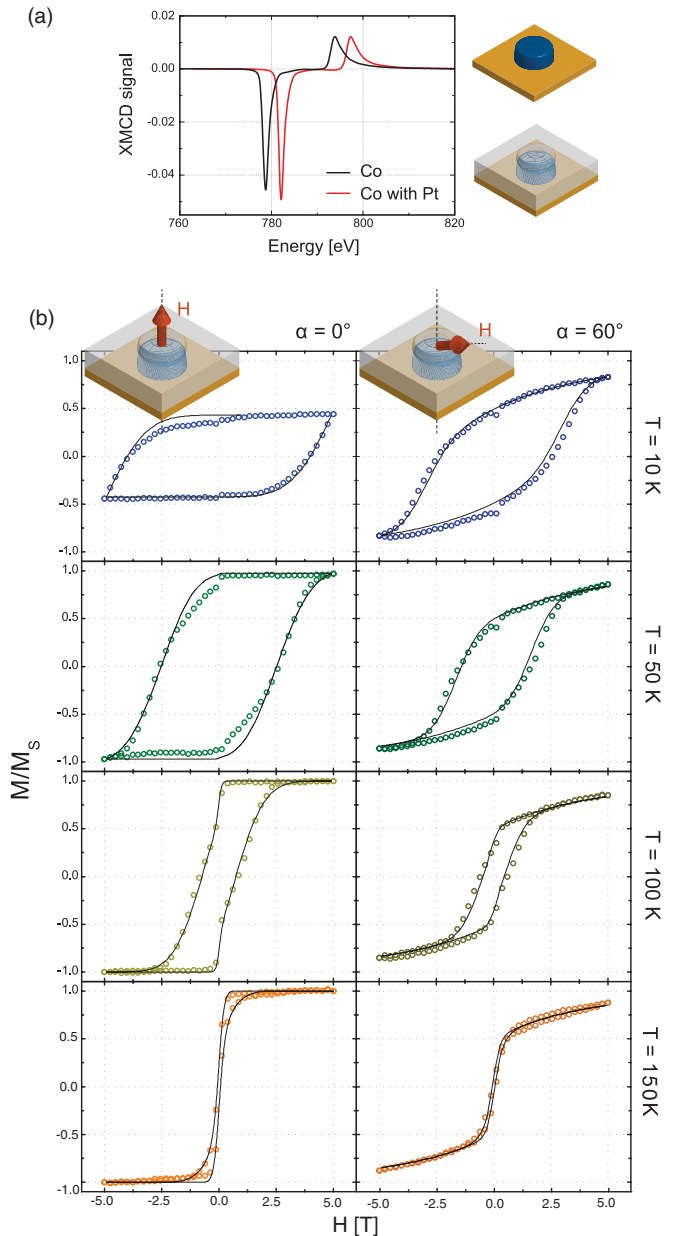 (a)
XMCD signal
0.02
0.00
-0.02
-0.04
Co
Co with Pt
760
780
800
820
Energy [eV]
(b)
H
α = 0°
H
α = 60°
1.0
0.5
0.0
-0.5
-1.0
T = 10 K
0.5
0.0
-0.5
-1.0
T = 50 K
M/M_S
1.0
0.5
0.0
-0.5
-1.0
T = 100 K
1.0
0.5
0.0
-0.5
-1.0
T = 150K
-5.0 -2.5 0.0 2.5 5.0 -5.0 -2.5 0.0 2.5 5.0
H [T]